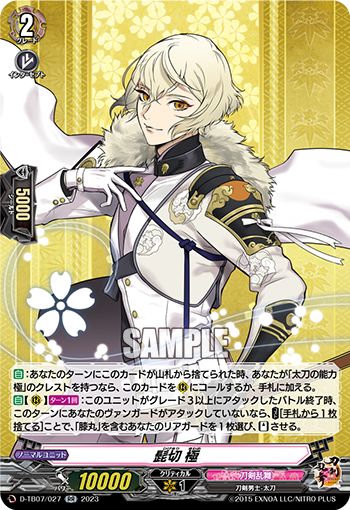 2
グレード
インターセプト
5000
シールド
SAMPLE
自:あなたのターンにこのカードが山札から捨てられた時、あなたが「太刀の能力
極」のクレストを持つなら、このカードを Ⓡ にコールするか、手札に加える。
自【Ⓡ】ターン1回:このユニットがグレード3以上にアタックしたバトル終了時、
このターンにあなたのヴァンガードがアタックしていないなら、[手札から1枚
捨てる]ことで、「膝丸」を含むあなたのリアガードを1枚選び、スタンドさせる。
ノーマルユニット
髭切 極
刀剣乱舞
パワー
10000
クリティカル
1
刀剣男士・太刀
D-TB07/027 RR 2023
©2015 EXNOA LLC/NITRO PLUS